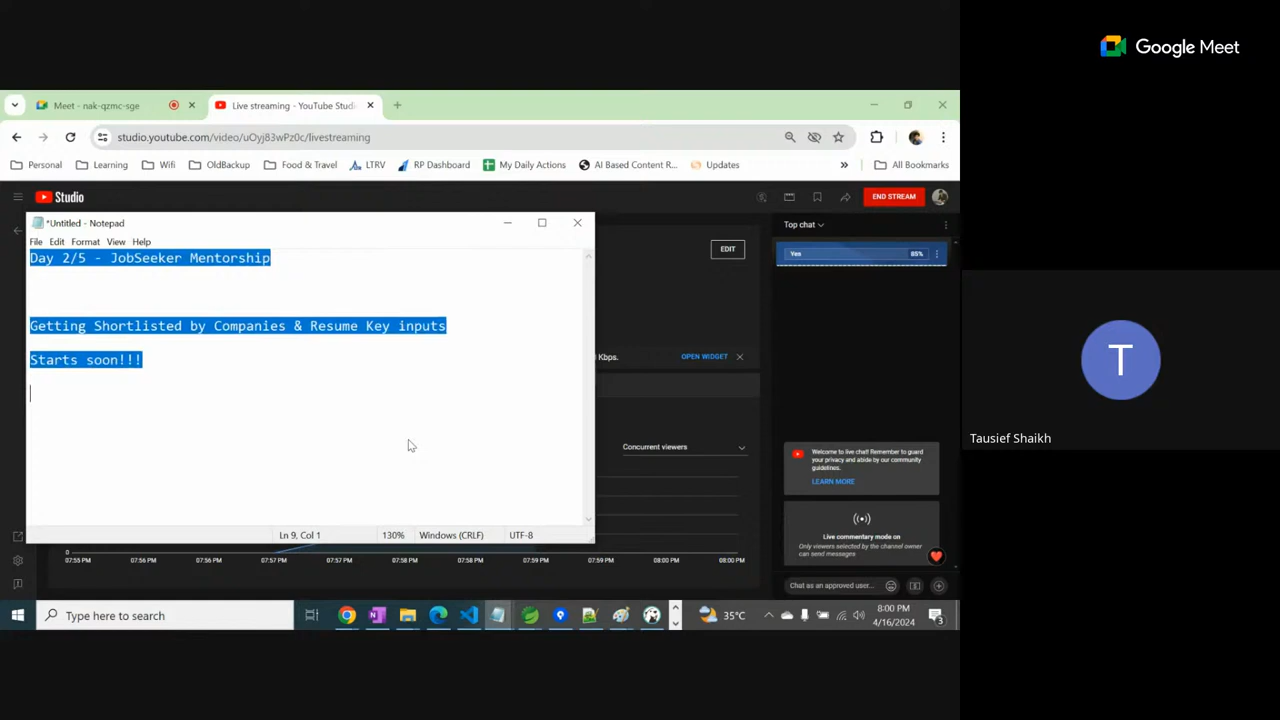 Google Meet
Meet - nak-qzmc-sge
Live streaming - YouTube Studi
studio.youtube.com/video/uOyj83wPz0c/livestreaming
Personal
Learning
Wifi
OldBackup
Food & Travel
LTRV
RP Dashboard
My Daily Actions
AI Based Content R...
Updates
All Bookmarks
Studio
END STREAM
*Untitled - Notepad
File Edit Format View Help
Day 2/5 - JobSeeker Mentorship
Getting Shortlisted by Companies & Resume Key inputs
Starts soon!!!
Ln 9, Col 1
130%
Windows (CRLF)
UTF-8
EDIT
Kbps.
OPEN WIDGET
Concurrent viewers
0
07:55 PM
07:56 PM
07:56 PM
07:57 PM
07:57 PM
07:58 PM
07:58 PM
07:59 PM
07:59 PM
08:00 PM
08:00 PM
Top chat
Yes
85%
Welcome to live chat! Remember to guard
your privacy and abide by our community
guidelines.
LEARN MORE
Live commentary mode on
Only viewers selected by the channel owner
can send messages
Chat as an approved user...
T
Tausief Shaikh
Type here to search
35°C
8:00 PM
4/16/2024
3